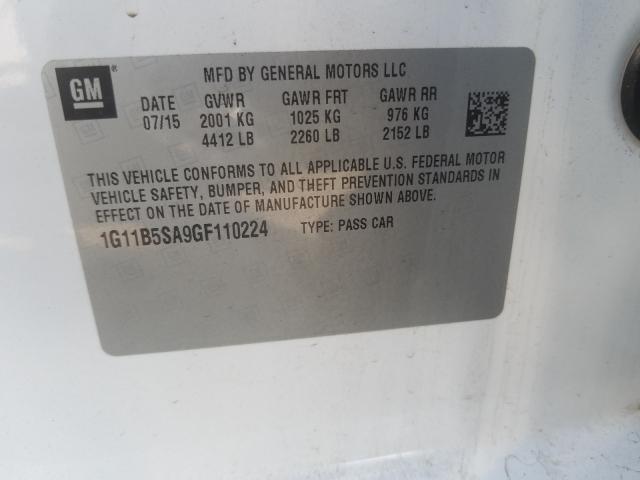 GM ®
MFD BY GENERAL MOTORS LLC
DATE GVWR GAWR FRT GAWR RR
07/15 2001 KG 1025 KG 976 KG
4412 LB 2260 LB 2152 LB
THIS VEHICLE CONFORMS TO ALL APPLICABLE U.S. FEDERAL MOTOR
VEHICLE SAFETY, BUMPER, AND THEFT PREVENTION STANDARDS IN
EFFECT ON THE DATE OF MANUFACTURE SHOWN ABOVE.
1G11B5SA9GF110224 TYPE: PASS CAR